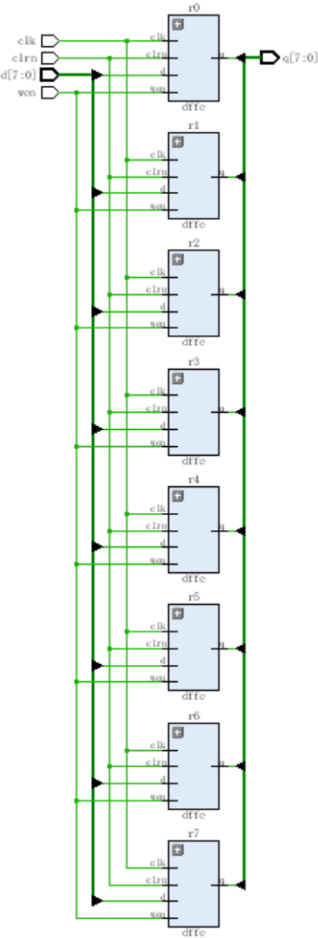 r0
clk
clk
clrn
clrn
q
q[7:0]
d[7:0]
d
wen
wen
dffe
r1
clk
clrn
q
d
wen
dffe
r2
clk
clrn
q
d
wen
dffe
r3
clk
clrn
q
d
wen
dffe
r4
clk
clrn
q
d
wen
dffe
r5
clk
clrn
q
d
wen
dffe
r6
clk
clrn
q
d
wen
dffe
r7
clk
clrn
q
d
wen
dffe